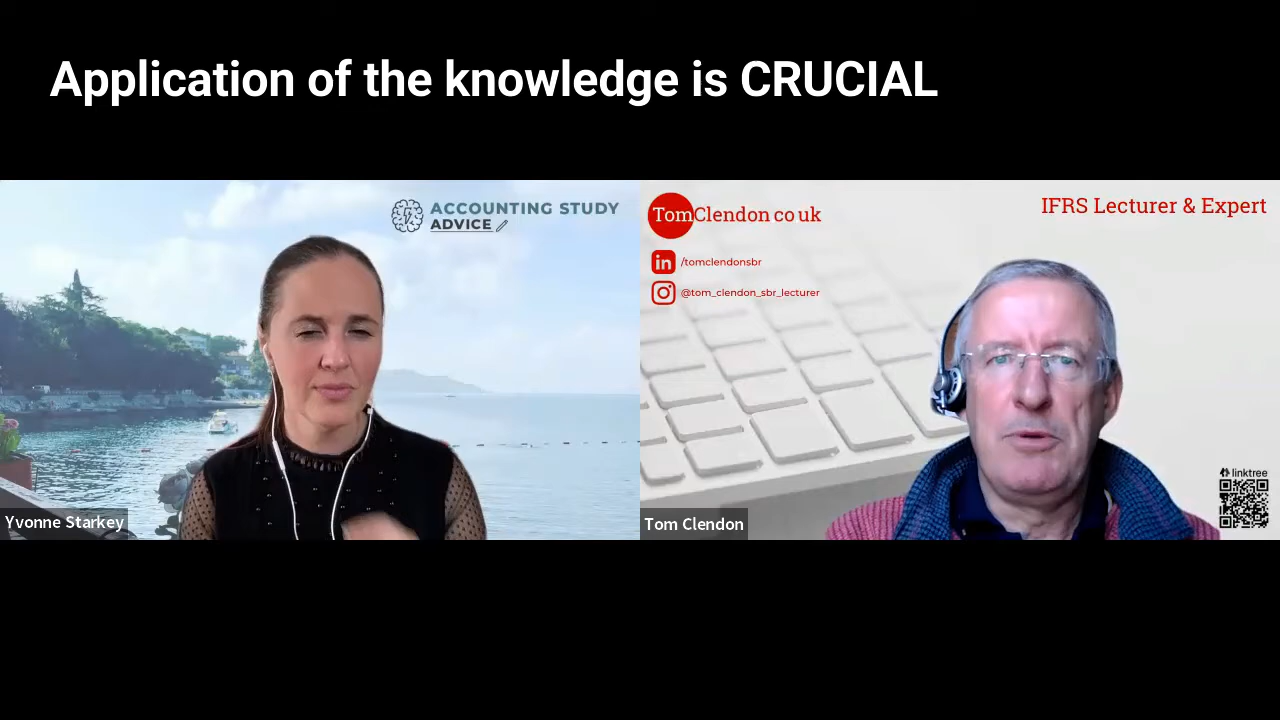 Application of the knowledge is CRUCIAL
ACCOUNTING STUDY
ADVICE
Yvonne Starkey
TomClendon co uk
IFRS Lecturer & Expert
/tomclendonsbr
@tom_clendon_sbr_lecturer
linktree
Tom Clendon